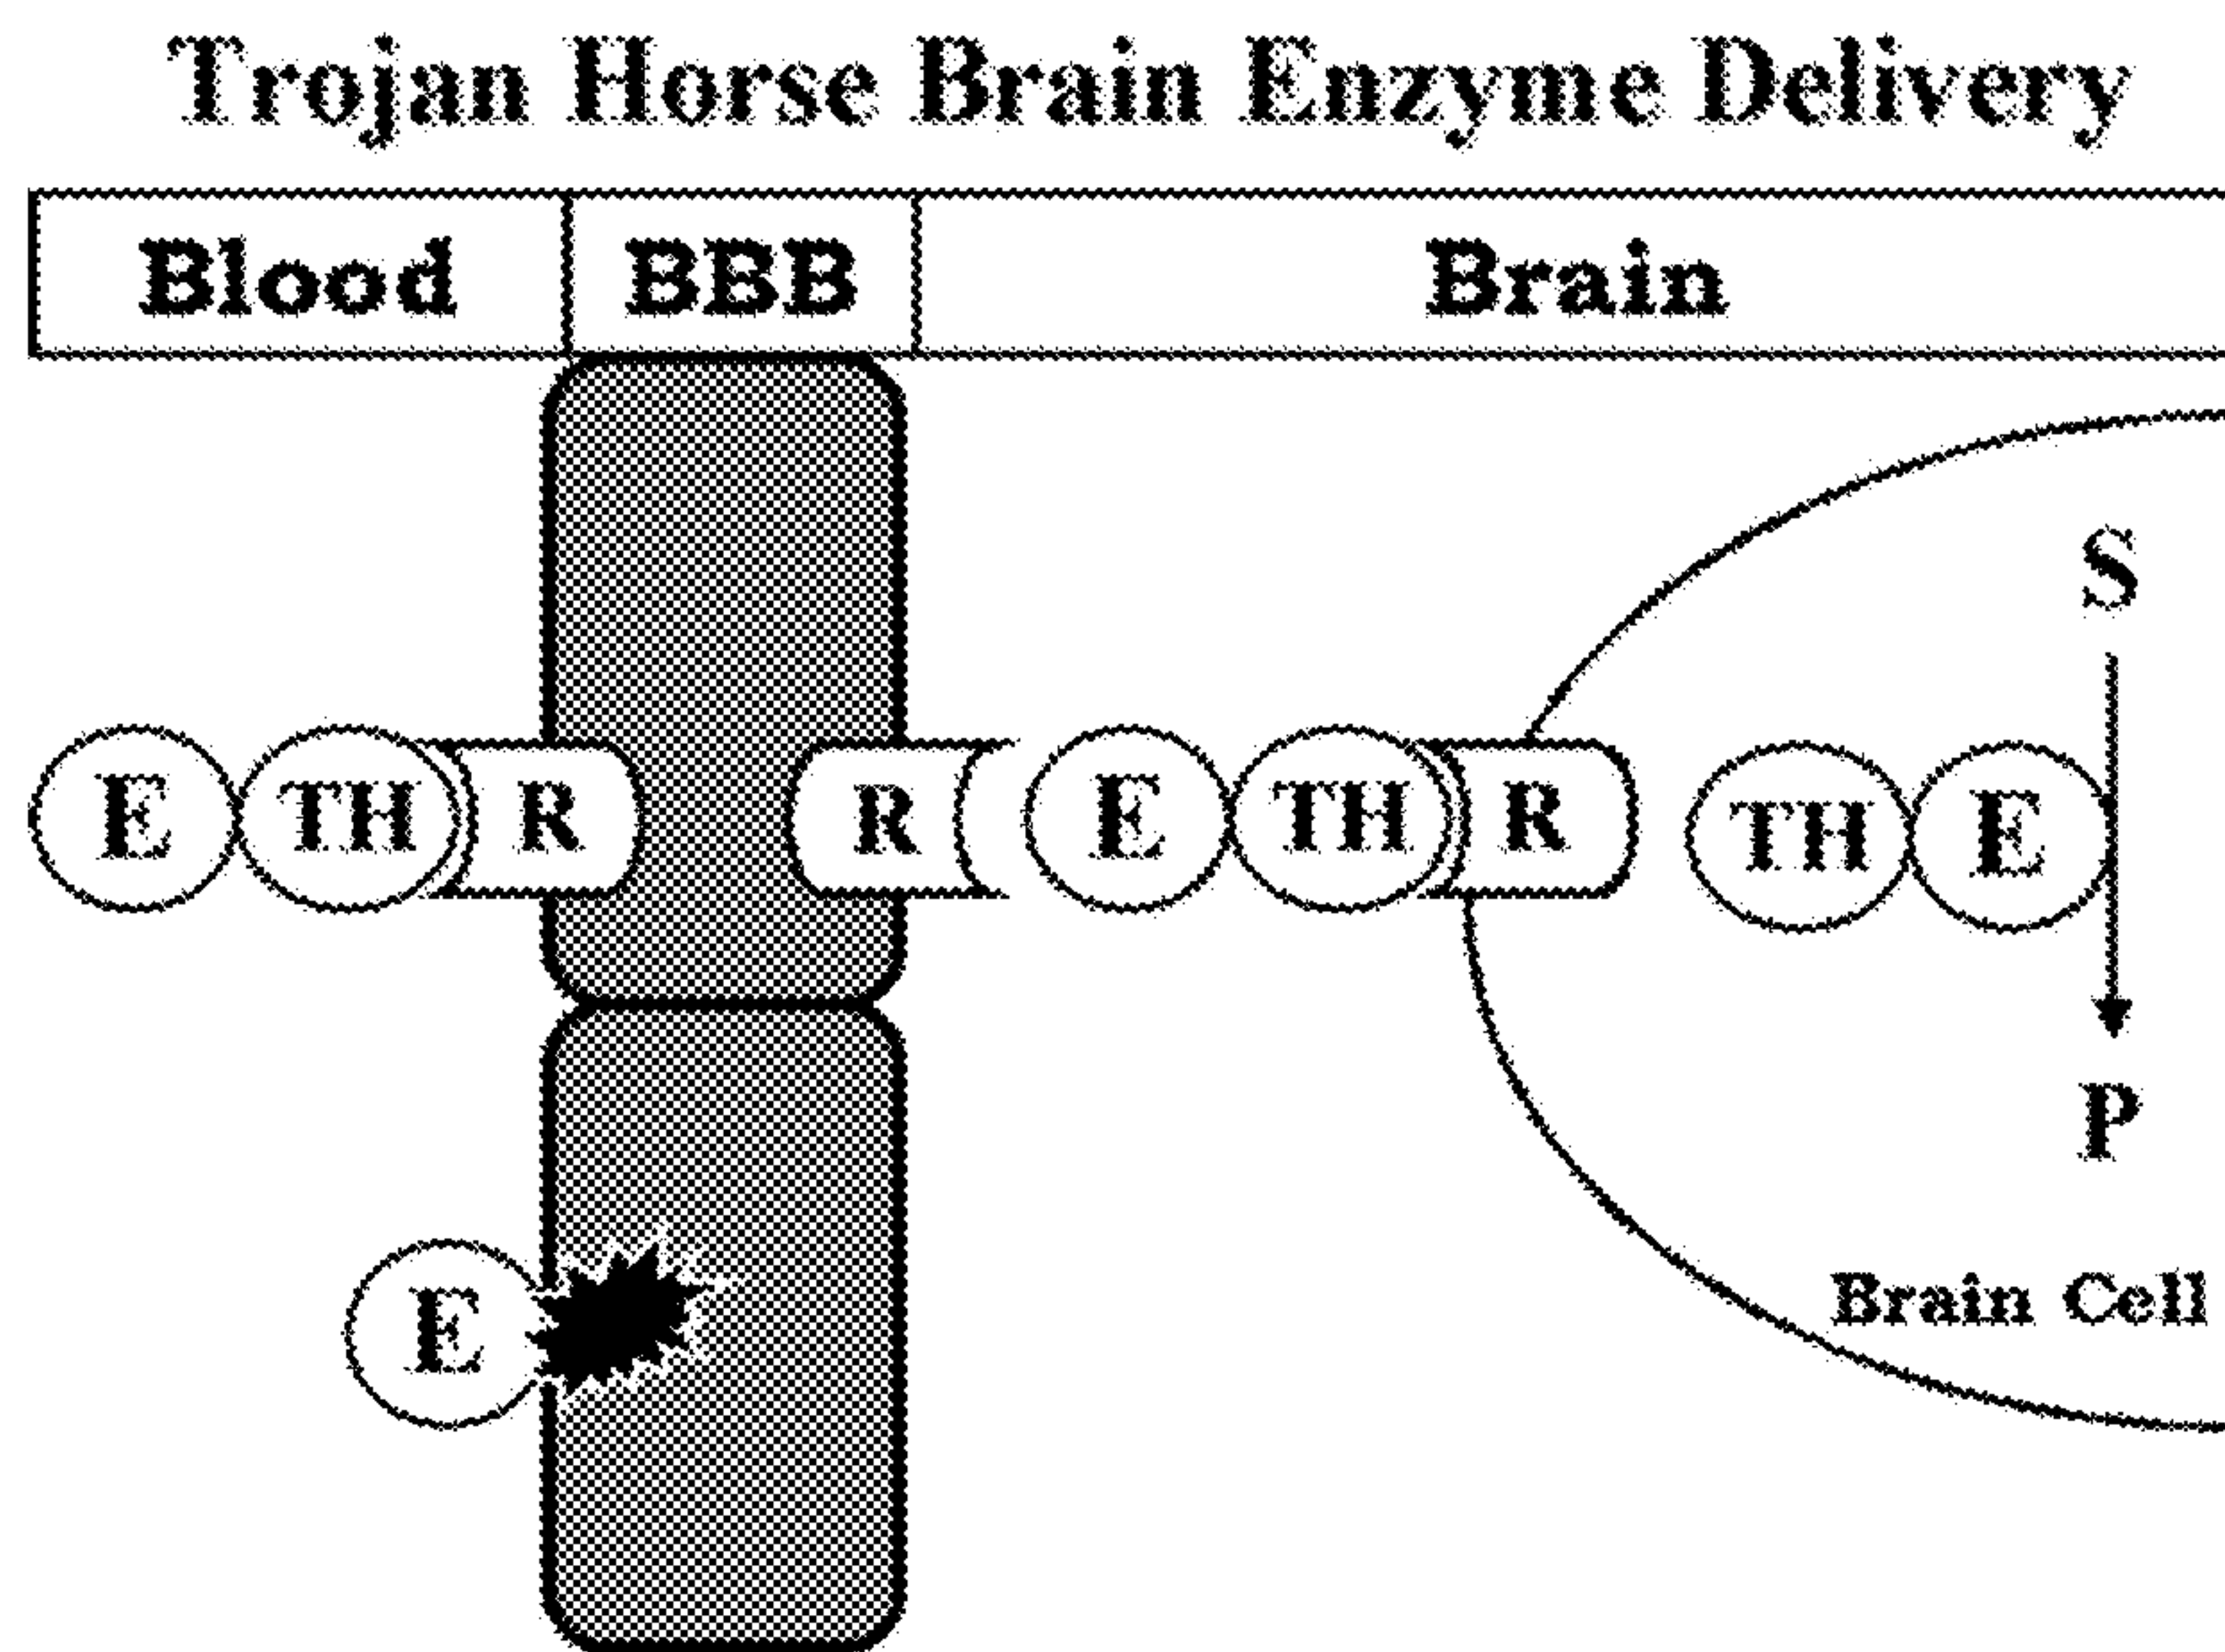 Trojan Horse Brain Enzyme Delivery
Blood BBB Brain
S
E TH R R E TH R TH E
P
Brain Cell
E